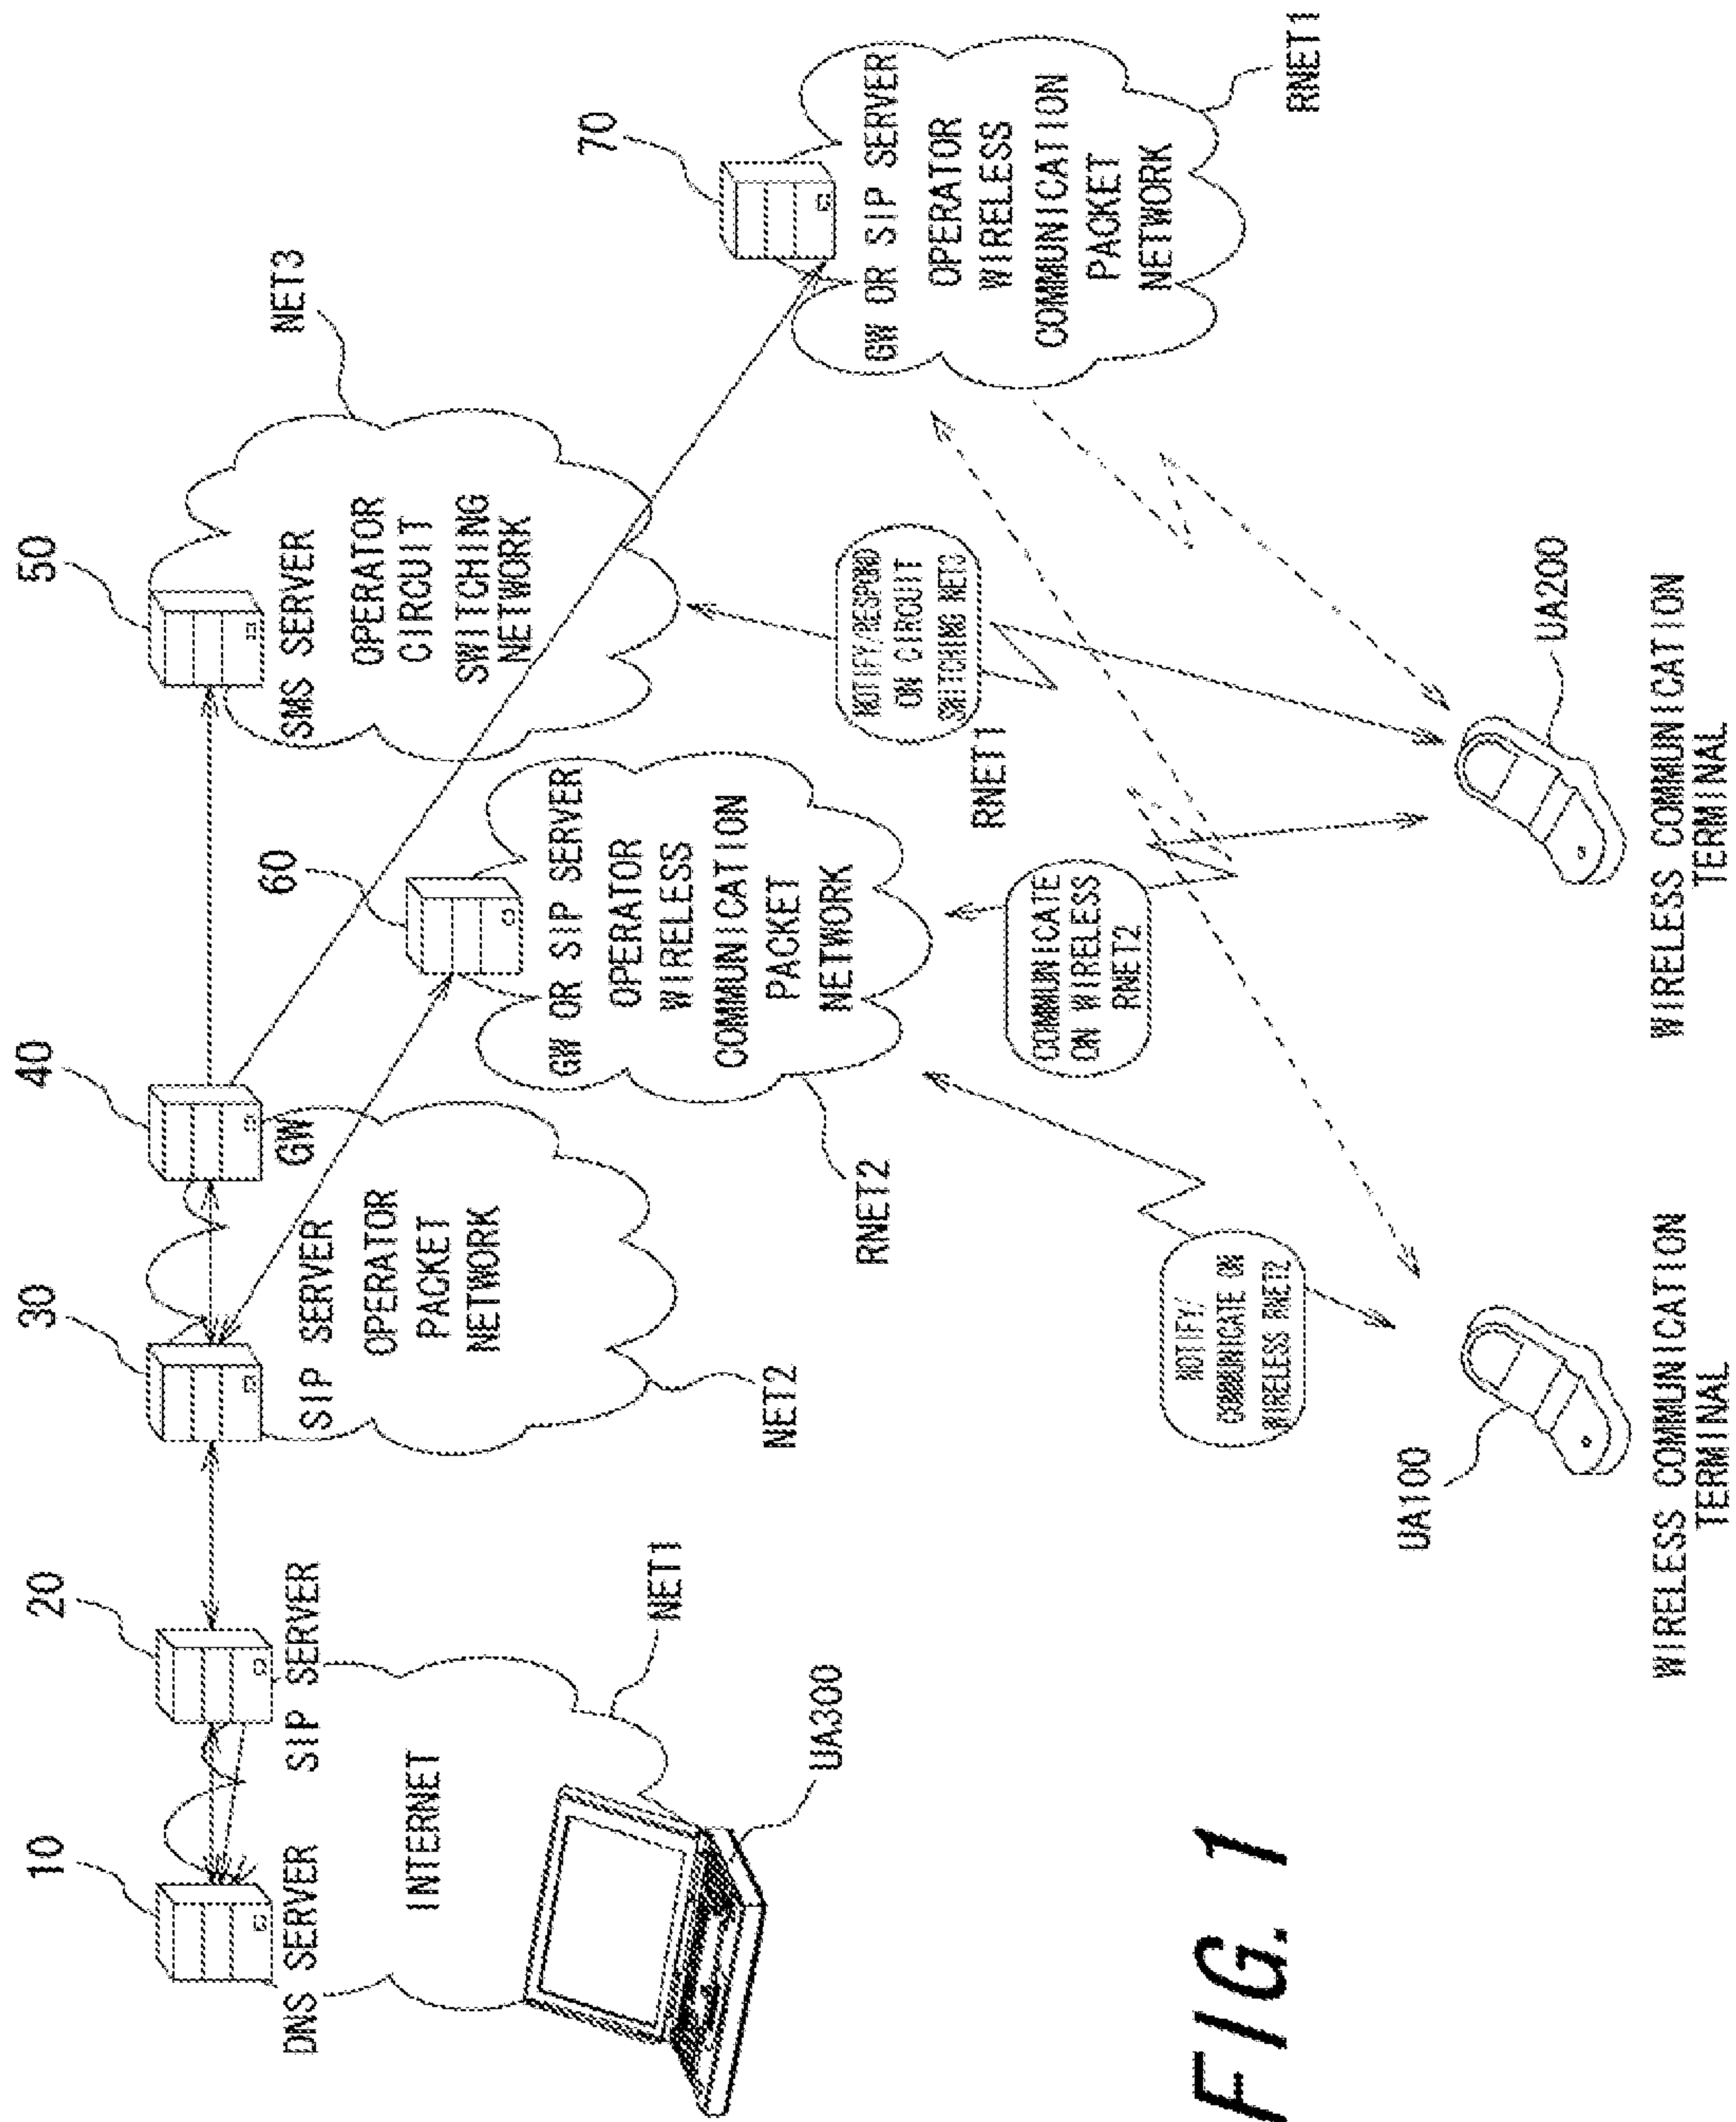 10
DNS SERVER
20
SIP SERVER
INTERNET
NET1
UA300
30
SIP SERVER
OPERATOR
PACKET
NETWORK
NET2
40
GW
50
SMS SERVER
OPERATOR
CIRCUIT
SWITCHING
NETWORK
NET3
60
GW OR SIP SERVER
OPERATOR
WIRELESS
COMMUNICATION
PACKET
NETWORK
RNET2
70
GW OR SIP SERVER
OPERATOR
WIRELESS
COMMUNICATION
PACKET
NETWORK
RNET1
NOTIFY/RESPOND
ON CIRCUIT
SWITCHING NET3
RNET1
COMMUNICATE
ON WIRELESS
RNET2
NOTIFY/
COMMUNICATE ON
WIRELESS RNET2
UA100
WIRELESS COMMUNICATION
TERMINAL
UA200
WIRELESS COMMUNICATION
TERMINAL
FIG. 1